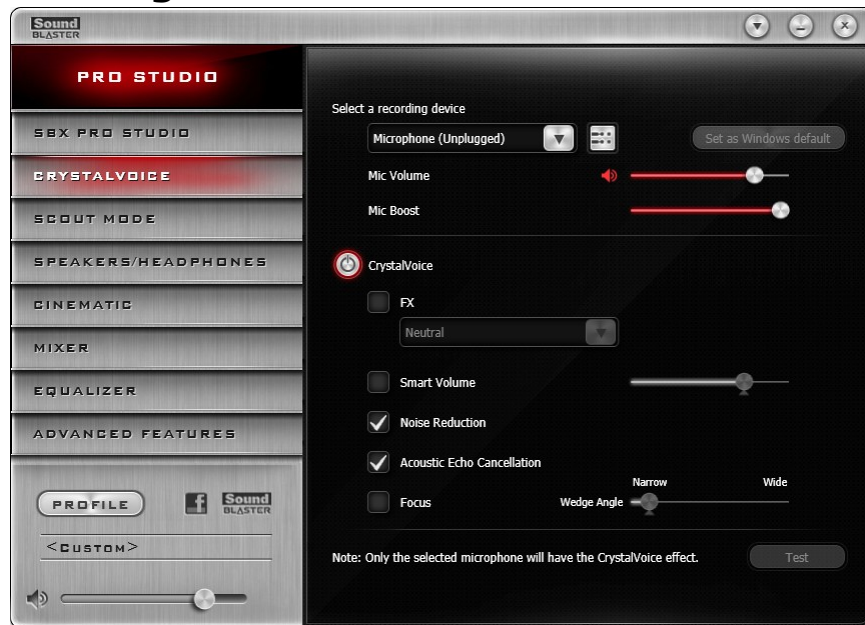 Sound
BLASTER
PRO STUDIO
SBX PRO STUDIO
CRYSTALVOICE
SCOUT MODE
SPEAKERS/HEADPHONES
CINEMATIC
MIXER
EQUALIZER
ADVANCED FEATURES
PROFILE
f
Sound
BLASTER
<CUSTOM>
Select a recording device
Microphone (Unplugged)
Set as Windows default
Mic Volume
Mic Boost
CrystalVoice
FX
Neutral
Smart Volume
Noise Reduction
Acoustic Echo Cancellation
Narrow Wide
Focus Wedge Angle
Note: Only the selected microphone will have the CrystalVoice effect.
Test